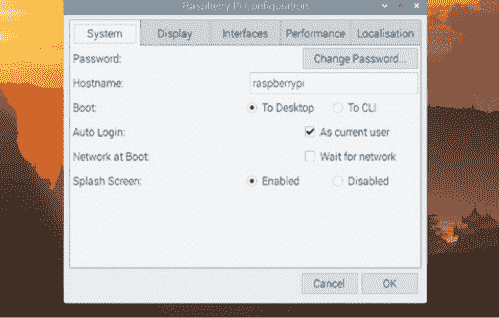 Raspberry Pi Configuration
System Display Interfaces Performance Localisation
Password: Change Password...
Hostname: raspberrypi
Boot: To Desktop To CLI
Auto Login: As current user
Network at Boot: Wait for network
Splash Screen: Enabled Disabled
Cancel OK